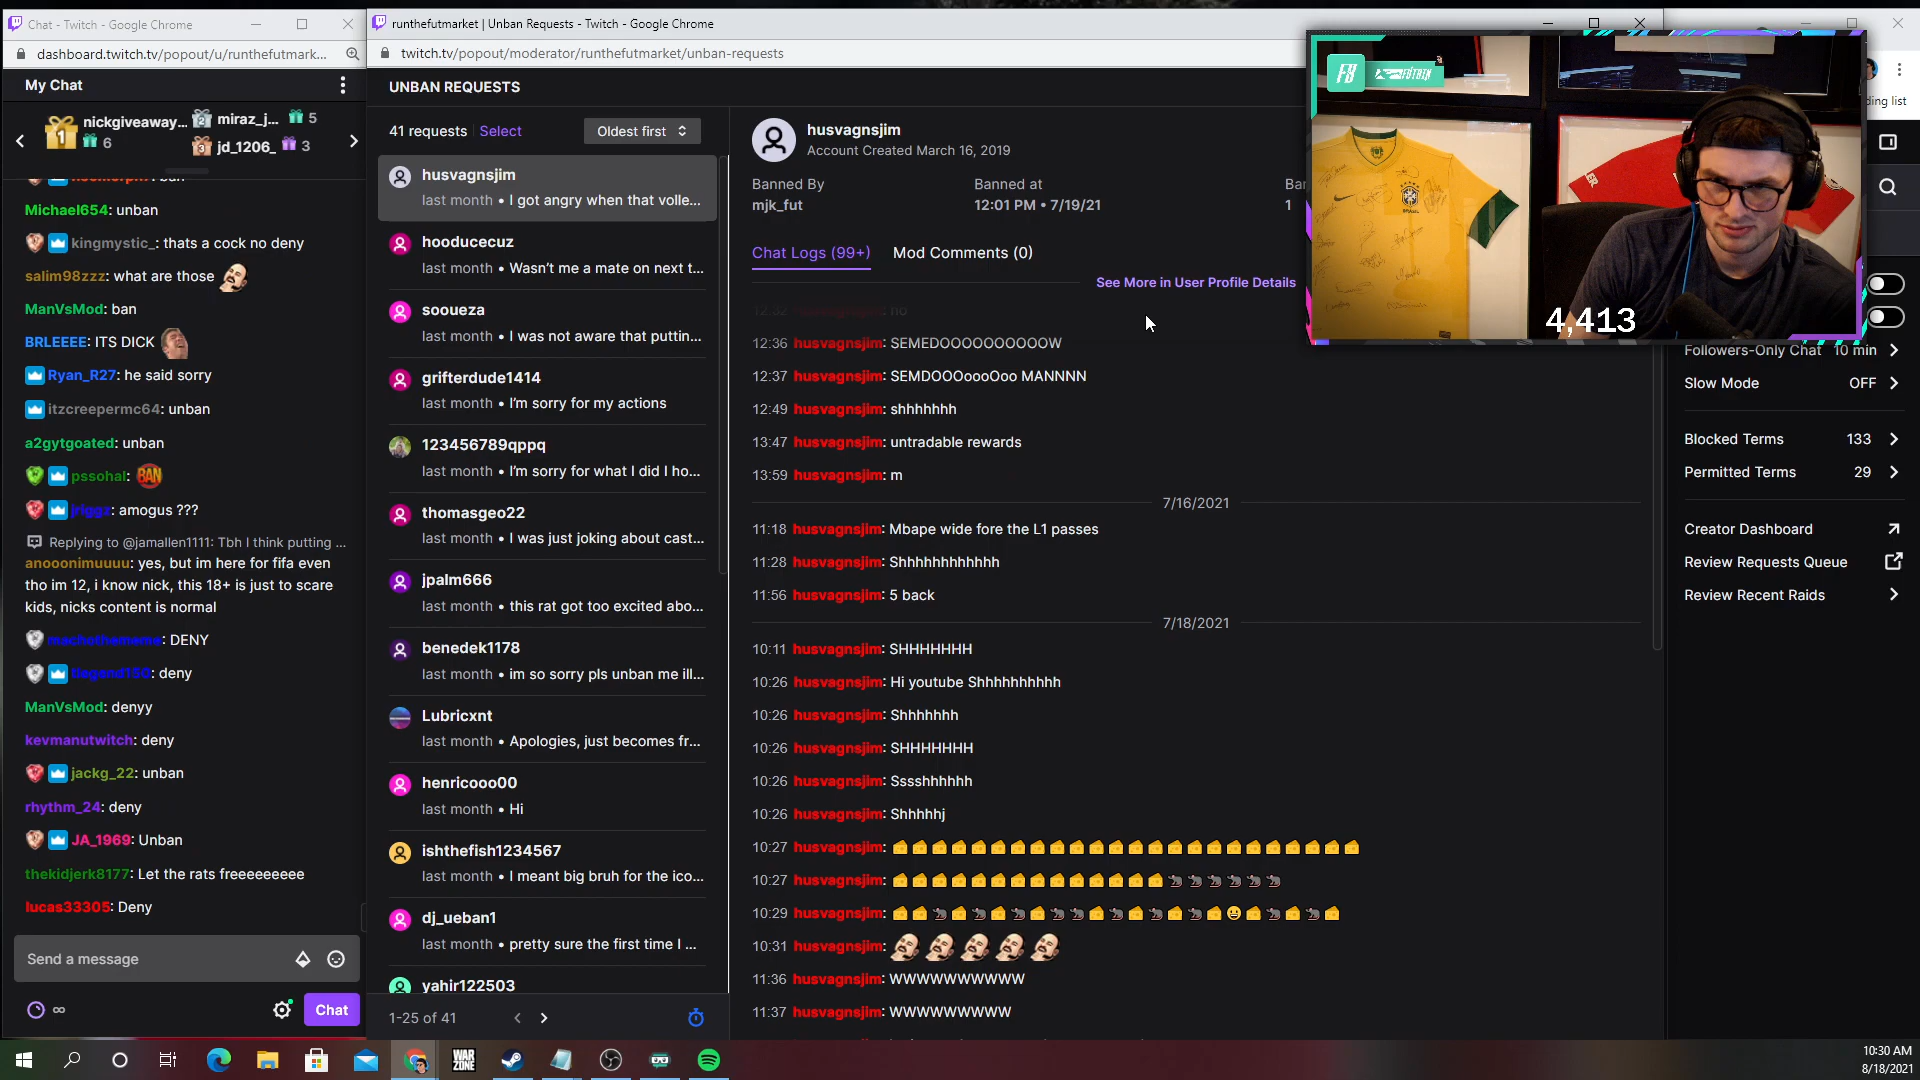 Chat - Twitch - Google Chrome
dashboard.twitch.tv/popout/u/runthefutmark...
My Chat
nickgiveaway...
6
miraz_j... 5
jd_1206_ 3
Michael654: unban
kingmystic_: thats a cock no deny
salim98zzz: what are those
ManVsMod: ban
BRLEEEE: ITS DICK
Ryan_R27: he said sorry
itzcreepermc64: unban
a2gytgoated: unban
pssohal: BAN
jriggz: amogus ???
Replying to @jamallen1111: Tbh I think putting ...
anooonimuuuu: yes, but im here for fifa even
tho im 12, i know nick, this 18+ is just to scare
kids, nicks content is normal
: DENY
: deny
ManVsMod: denyy
kevmanutwitch: deny
jackg_22: unban
rhythm_24: deny
JA_1969: Unban
thekidjerk8177: Let the rats freeeeeeeee
lucas33305: Deny
Send a message
Chat
runthefutmarket | Unban Requests - Twitch - Google Chrome
twitch.tv/popout/moderator/runthefutmarket/unban-requests
UNBAN REQUESTS
41 requests Select
Oldest first
husvagnsjim
last month • I got angry when that volle...
hooducecuz
last month • Wasn't me a mate on next t...
sooueza
last month • I was not aware that puttin...
grifterdude1414
last month • I'm sorry for my actions
123456789qppq
last month • I'm sorry for what I did I ho...
thomasgeo22
last month • I was just joking about cast...
jpalm666
last month • this rat got too excited abo...
benedek1178
last month • im so sorry pls unban me ill...
Lubricxnt
last month • Apologies, just becomes fr...
henricooo00
last month • Hi
ishthefish1234567
last month • I meant big bruh for the ico...
dj_ueban1
last month • pretty sure the first time I ...
yahir122503
1-25 of 41
husvagnsjim
Account Created March 16, 2019
Banned By
mjk_fut
Banned at
12:01 PM • 7/19/21
1
Chat Logs (99+)
Mod Comments (0)
See More in User Profile Details
12:32 husvagnsjim: no
12:36 husvagnsjim: SEMEDOOOOOOOOOOW
12:37 husvagnsjim: SEMDOOOoooOoo MANNNN
12:49 husvagnsjim: shhhhhhh
13:47 husvagnsjim: untradable rewards
13:59 husvagnsjim: m
7/16/2021
11:18 husvagnsjim: Mbape wide fore the L1 passes
11:28 husvagnsjim: Shhhhhhhhhhhh
11:56 husvagnsjim: 5 back
7/18/2021
10:11 husvagnsjim: SHHHHHHH
10:26 husvagnsjim: Hi youtube Shhhhhhhhhh
10:26 husvagnsjim: Shhhhhhh
10:26 husvagnsjim: SHHHHHHH
10:26 husvagnsjim: Sssshhhhhh
10:26 husvagnsjim: Shhhhhj
10:27 husvagnsjim:
10:27 husvagnsjim:
10:29 husvagnsjim:
10:31 husvagnsjim:
11:36 husvagnsjim: WWWWWWWWWW
11:37 husvagnsjim: WWWWWWWWW
4,413
Followers-Only Chat 10 min
Slow Mode OFF
Blocked Terms 133
Permitted Terms 29
Creator Dashboard
Review Requests Queue
Review Recent Raids
WAR
ZONE
10:30 AM
8/18/2021